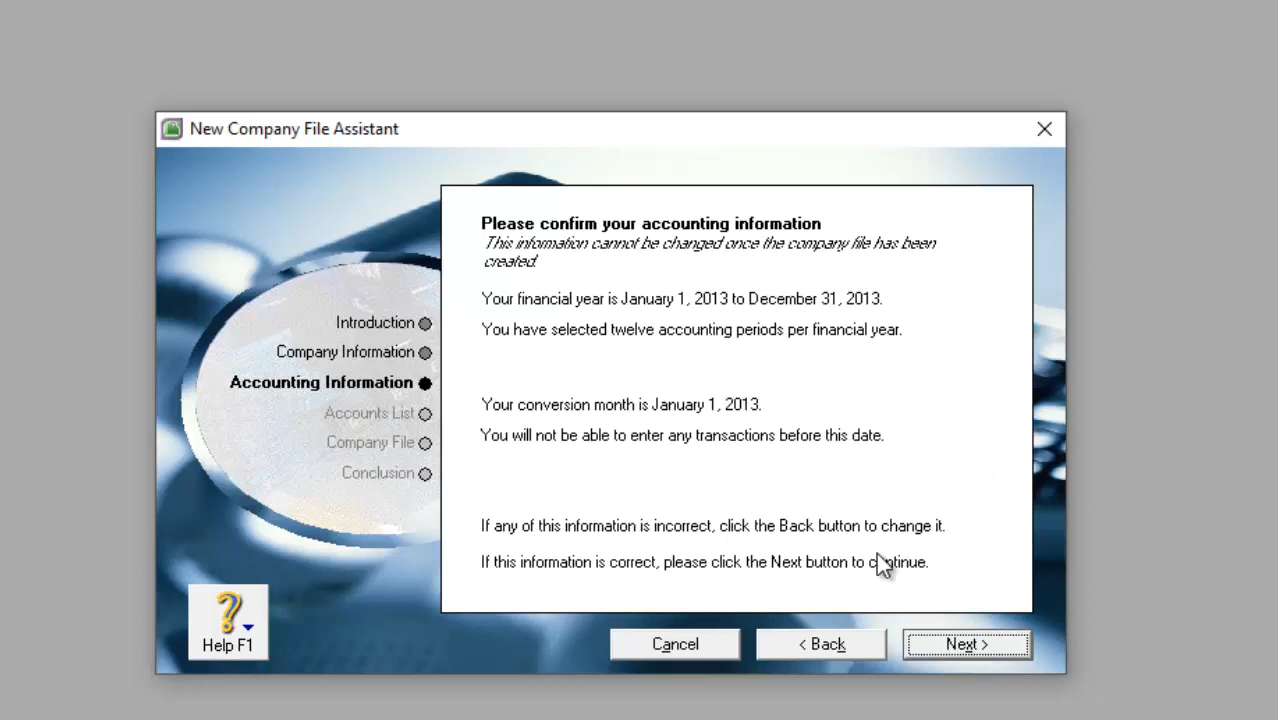 New Company File Assistant
Please confirm your accounting information
This information cannot be changed once the company file has been
created.
Your financial year is January 1, 2013 to December 31, 2013.
You have selected twelve accounting periods per financial year.
Introduction
Company Information
Accounting Information
Accounts List
Company File
Conclusion
Your conversion month is January 1, 2013.
You will not be able to enter any transactions before this date.
If any of this information is incorrect, click the Back button to change it.
If this information is correct, please click the Next button to continue.
Help F1
Cancel
< Back
Next >